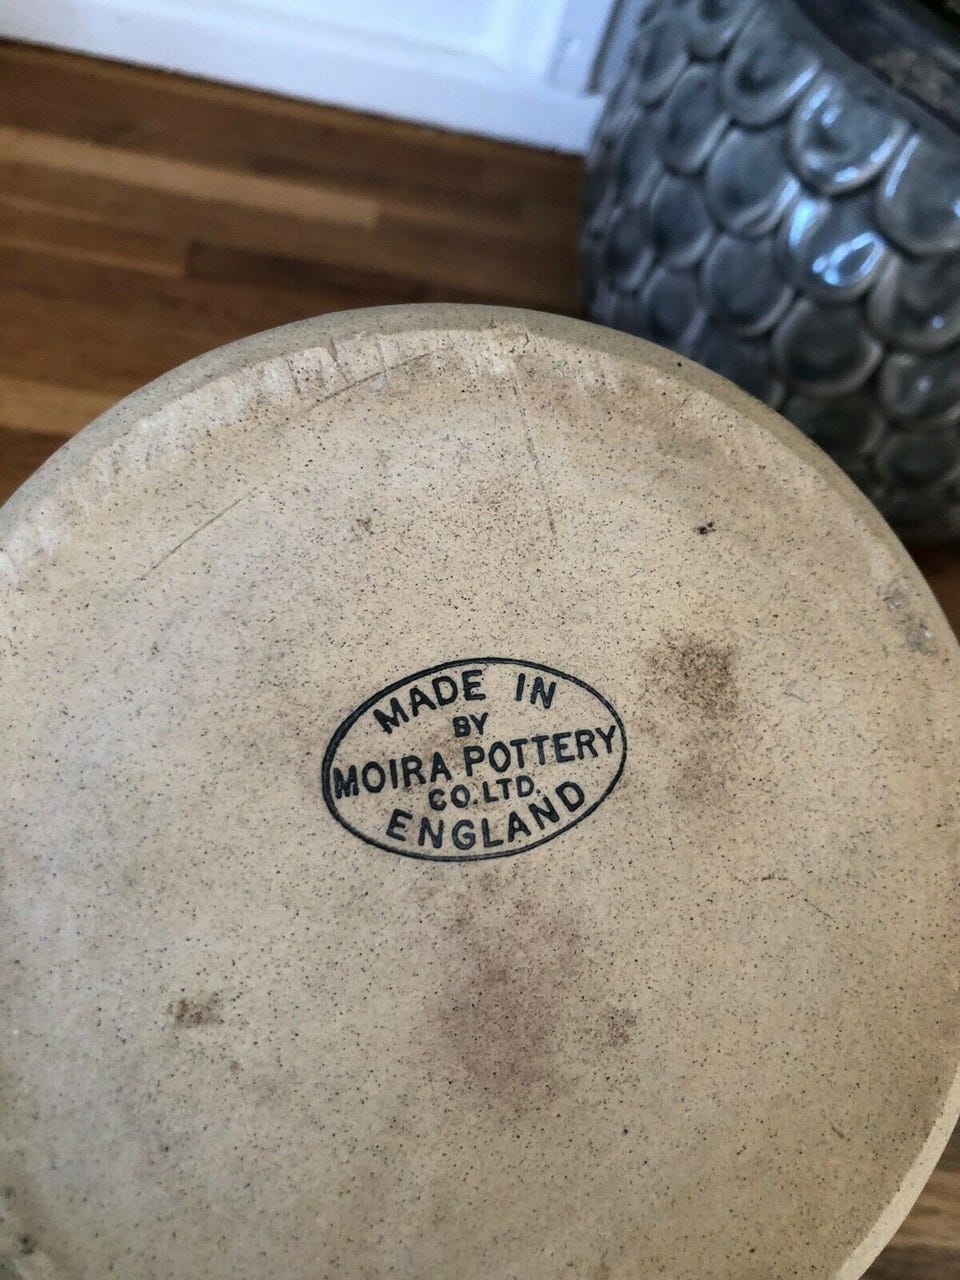 MADE IN
BY
MOIRA POTTERY
CO. LTD.
ENGLAND